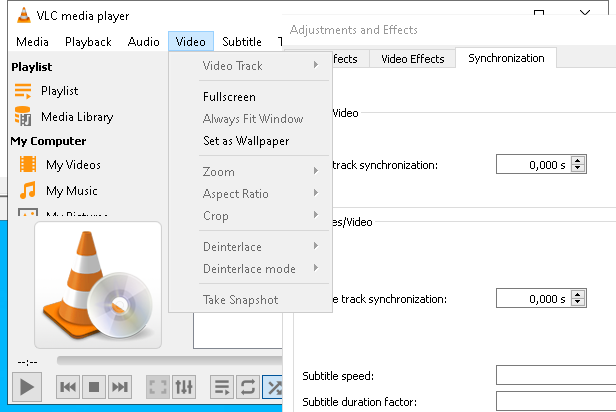 VLC media player
Media Playback Audio Video Subtitle T
Playlist
Playlist
Media Library
My Computer
My Videos
My Music
My Pictures
Video Track
Fullscreen
Always Fit Window
Set as Wallpaper
Zoom
Aspect Ratio
Crop
Deinterlace
Deinterlace mode
Take Snapshot
--:--
Adjustments and Effects
fects Video Effects Synchronization
/Video
track synchronization: 0,000 s
es/Video
e track synchronization: 0,000 s
Subtitle speed:
Subtitle duration factor: